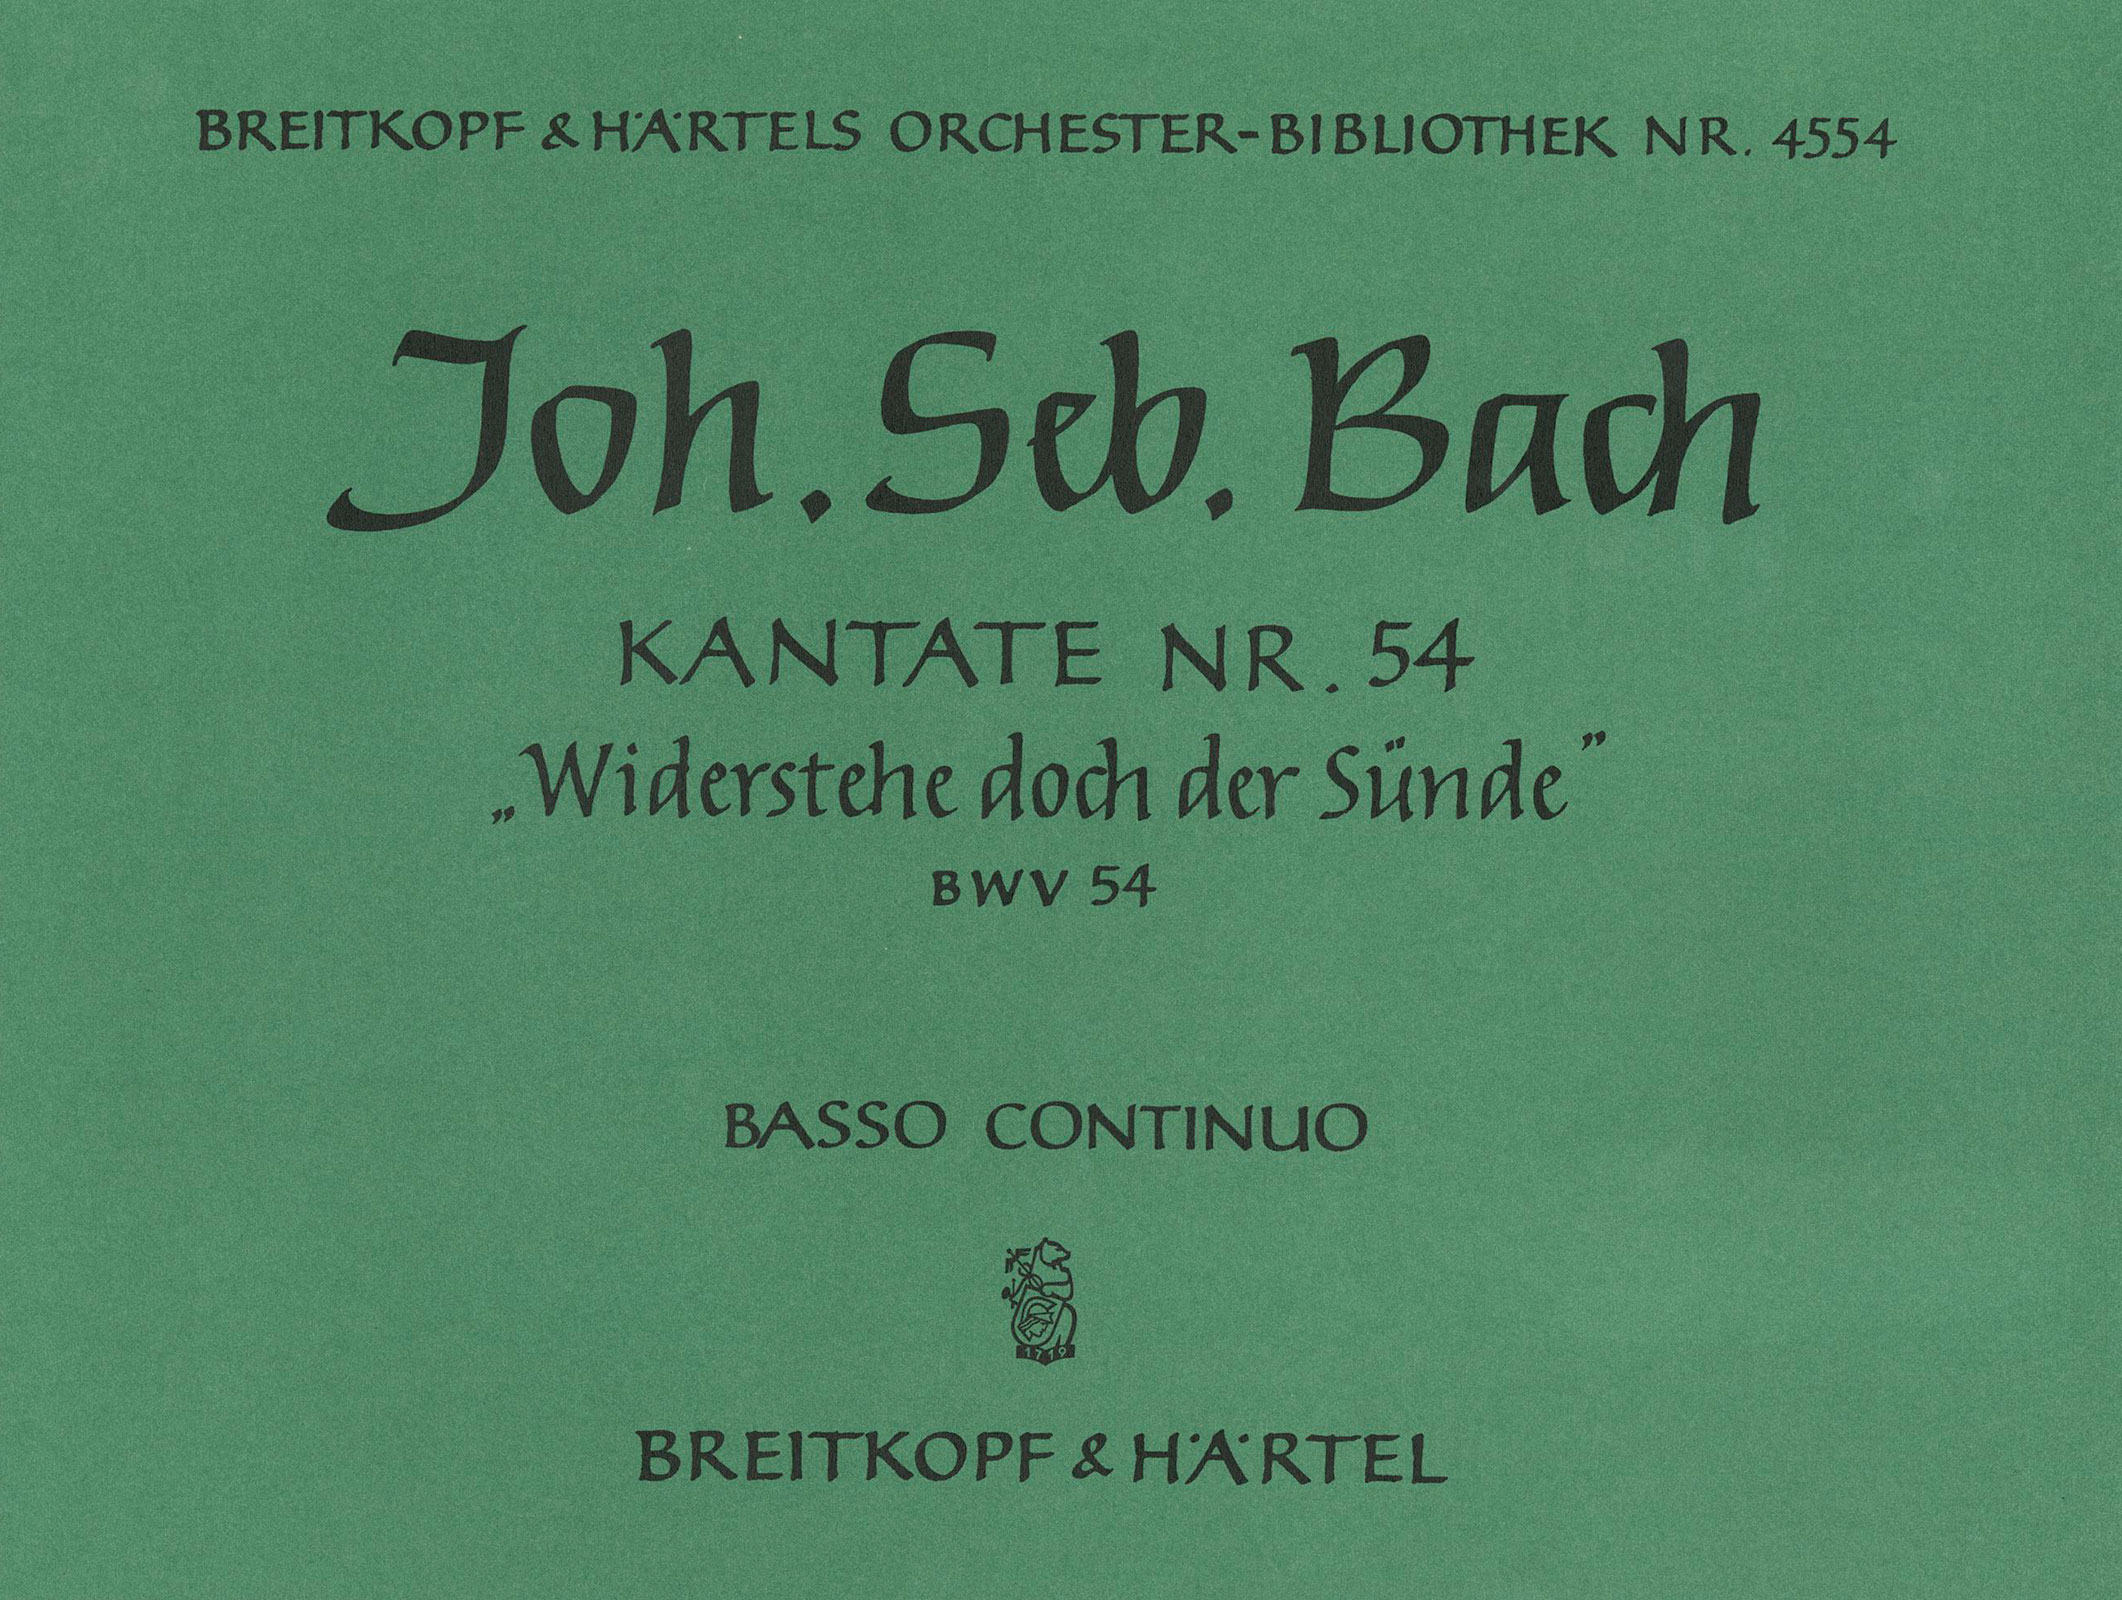 BREITKOPF & HÄRTELS ORCHESTER-BIBLIOTHEK NR. 4554
Joh. Seb. Bach
KANTATE NR. 54
„Widerstehe doch der Sünde”
BWV 54
BASSO CONTINUO
1719
BREITKOPF & HÄRTEL